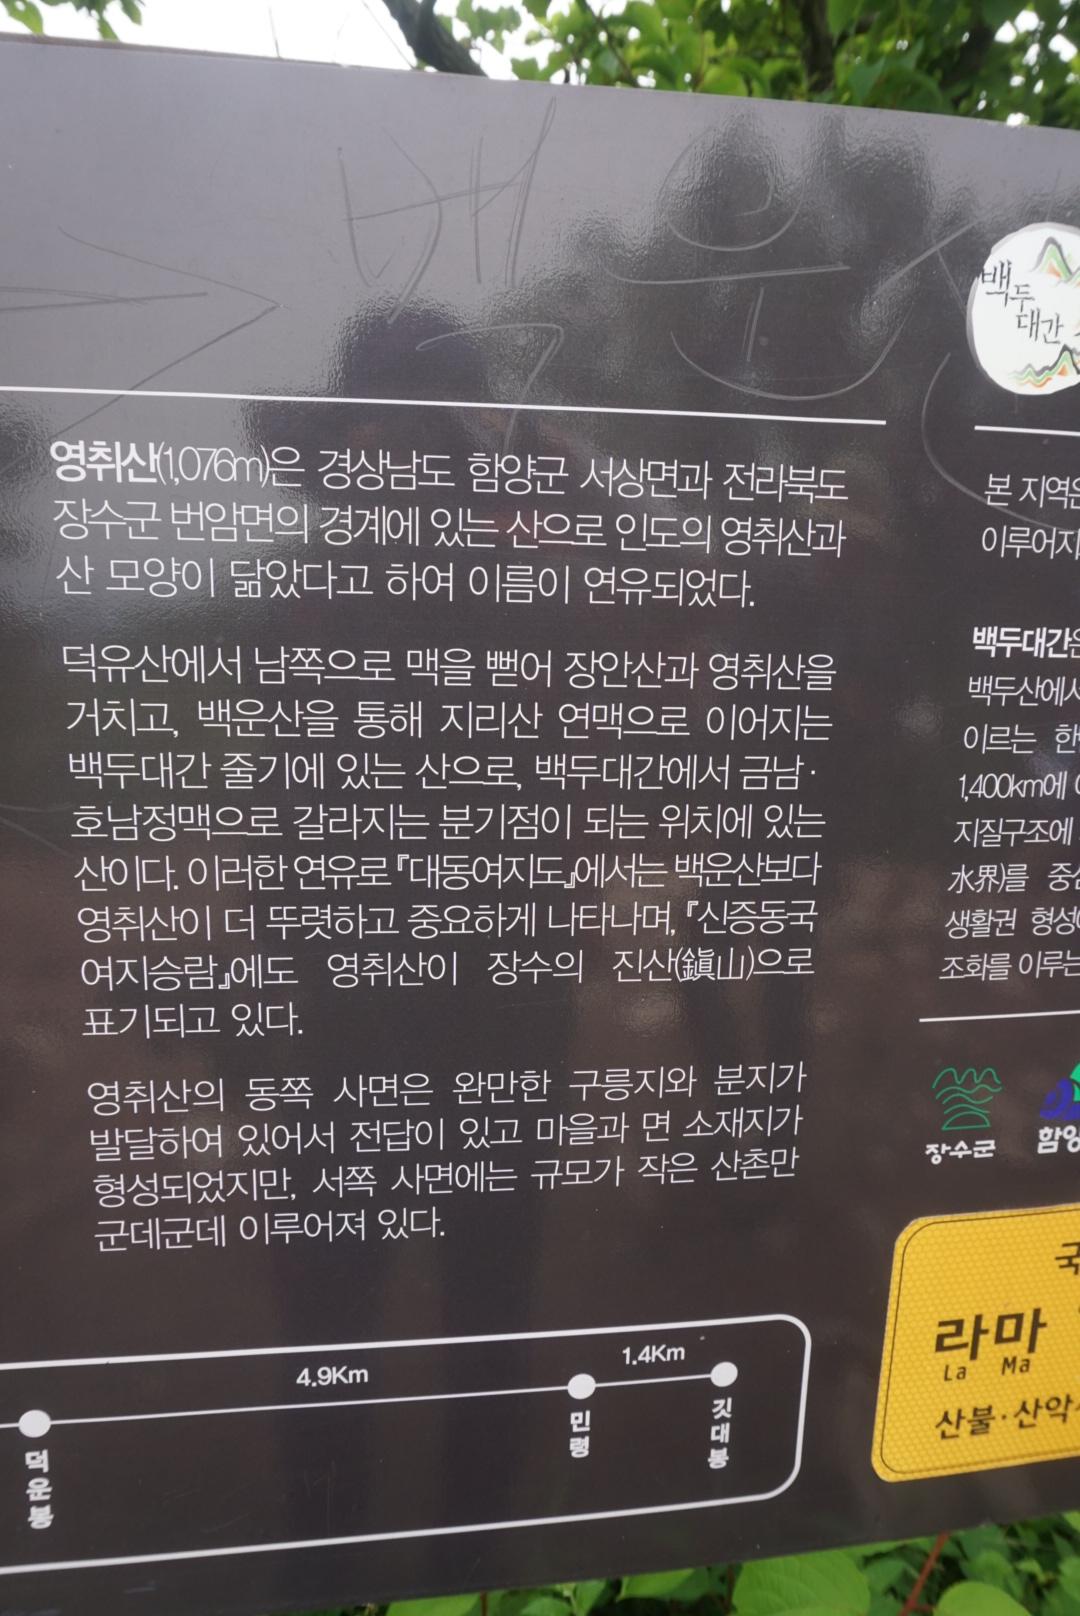 백두
대간
영취산(1,076m)은 경상남도 함양군 서상면과 전라북도
장수군 번암면의 경계에 있는 산으로 인도의 영취산과
산 모양이 닮았다고 하여 이름이 연유되었다.
덕유산에서 남쪽으로 맥을 뻗어 장안산과 영취산을
거치고, 백운산을 통해 지리산 연맥으로 이어지는
백두대간 줄기에 있는 산으로, 백두대간에서 금남·
호남정맥으로 갈라지는 분기점이 되는 위치에 있는
산이다. 이러한 연유로 『대동여지도』에서는 백운산보다
영취산이 더 뚜렷하고 중요하게 나타나며, 『신증동국
여지승람』에도 영취산이 장수의 진산(鎭山)으로
표기되고 있다.
영취산의 동쪽 사면은 완만한 구릉지와 분지가
발달하여 있어서 전답이 있고 마을과 면 소재지가
형성되었지만, 서쪽 사면에는 규모가 작은 산촌만
군데군데 이루어져 있다.
4.9Km
1.4Km
덕운봉
민령
깃대봉
본 지역은
이루어지
백두대간은
백두산에서
이르는 한
1,400km에
지질구조에
水界)를 중심
생활권 형성에
조화를 이루는
장수군
함양
국
라마
La Ma
산불·산악